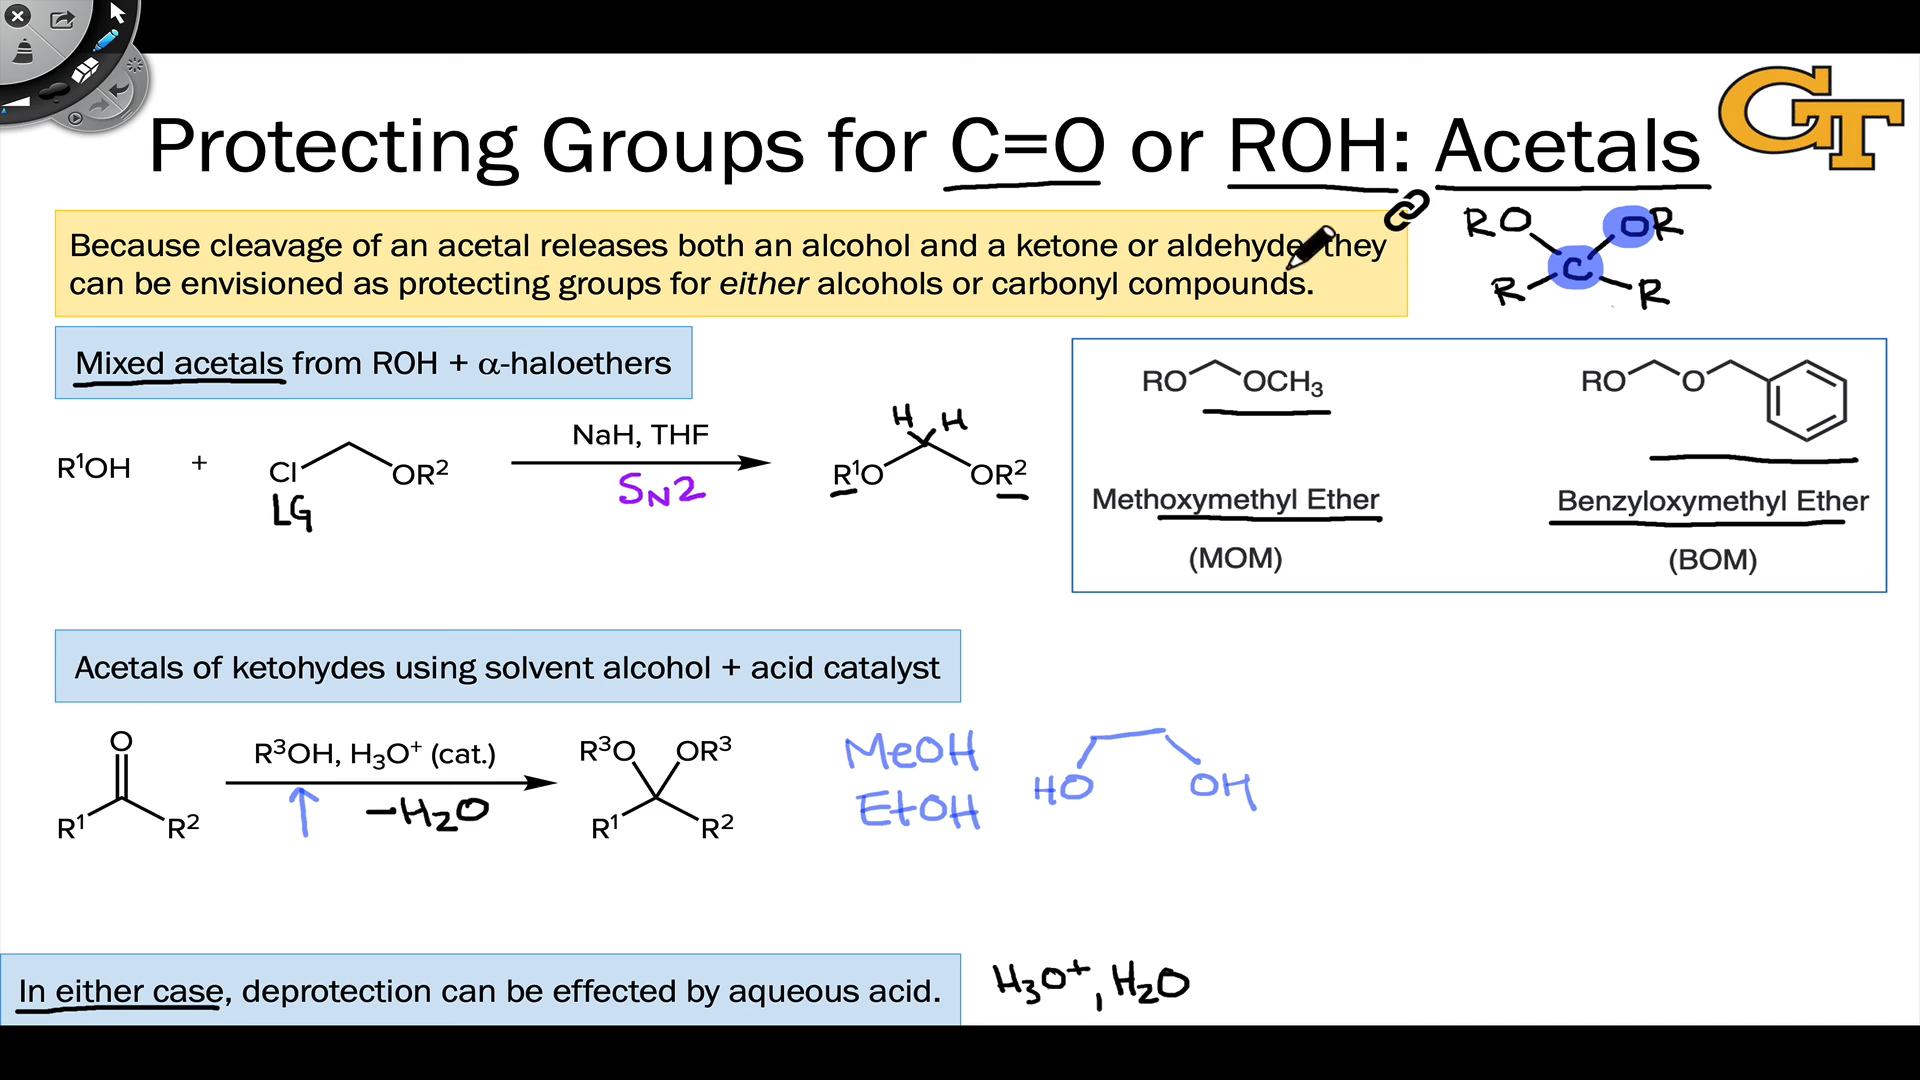 Protecting Groups for C=O or ROH: Acetals
GT
Because cleavage of an acetal releases both an alcohol and a ketone or aldehyde they
can be envisioned as protecting groups for either alcohols or carbonyl compounds.
RO OR
C
R R
Mixed acetals from ROH + α-haloethers
R¹OH + Cl OR²
LG
NaH, THF
SN2
H H
R¹O OR²
RO OCH₃
Methoxymethyl Ether
(MOM)
RO O
Benzyloxymethyl Ether
(BOM)
Acetals of ketohydes using solvent alcohol + acid catalyst
O
R¹ R²
R³OH, H₃O⁺ (cat.)
−H₂O
R³O OR³
R¹ R²
MeOH
EtOH
HO OH
In either case, deprotection can be effected by aqueous acid.
H₃O⁺, H₂O